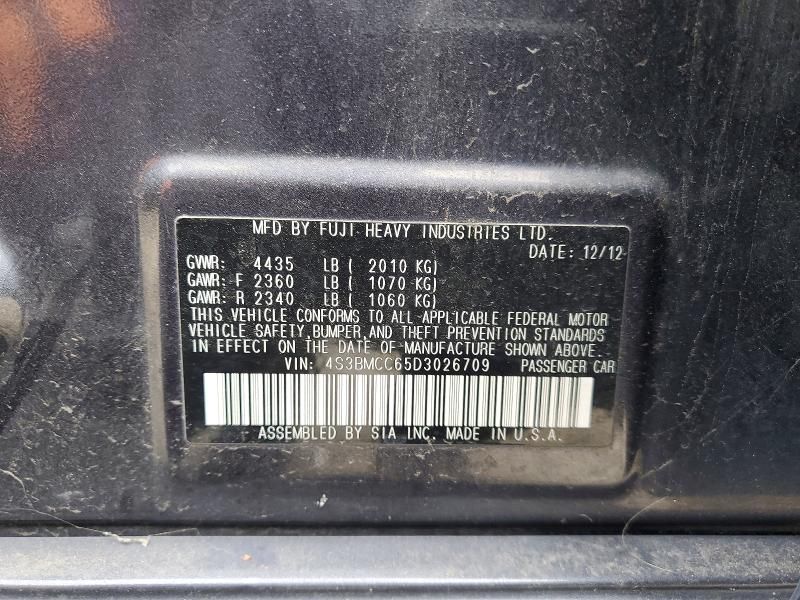 MFD BY FUJI HEAVY INDUSTRIES LTD.
DATE: 12/12
GVWR: 4435 LB ( 2010 KG)
GAWR: F 2360 LB ( 1070 KG)
GAWR: R 2340 LB ( 1060 KG)
THIS VEHICLE CONFORMS TO ALL APPLICABLE FEDERAL MOTOR
VEHICLE SAFETY, BUMPER, AND THEFT PREVENTION STANDARDS
IN EFFECT ON THE DATE OF MANUFACTURE SHOWN ABOVE.
VIN: 4S3BMCC65D3026709 PASSENGER CAR
ASSEMBLED BY SIA INC. MADE IN U.S.A.